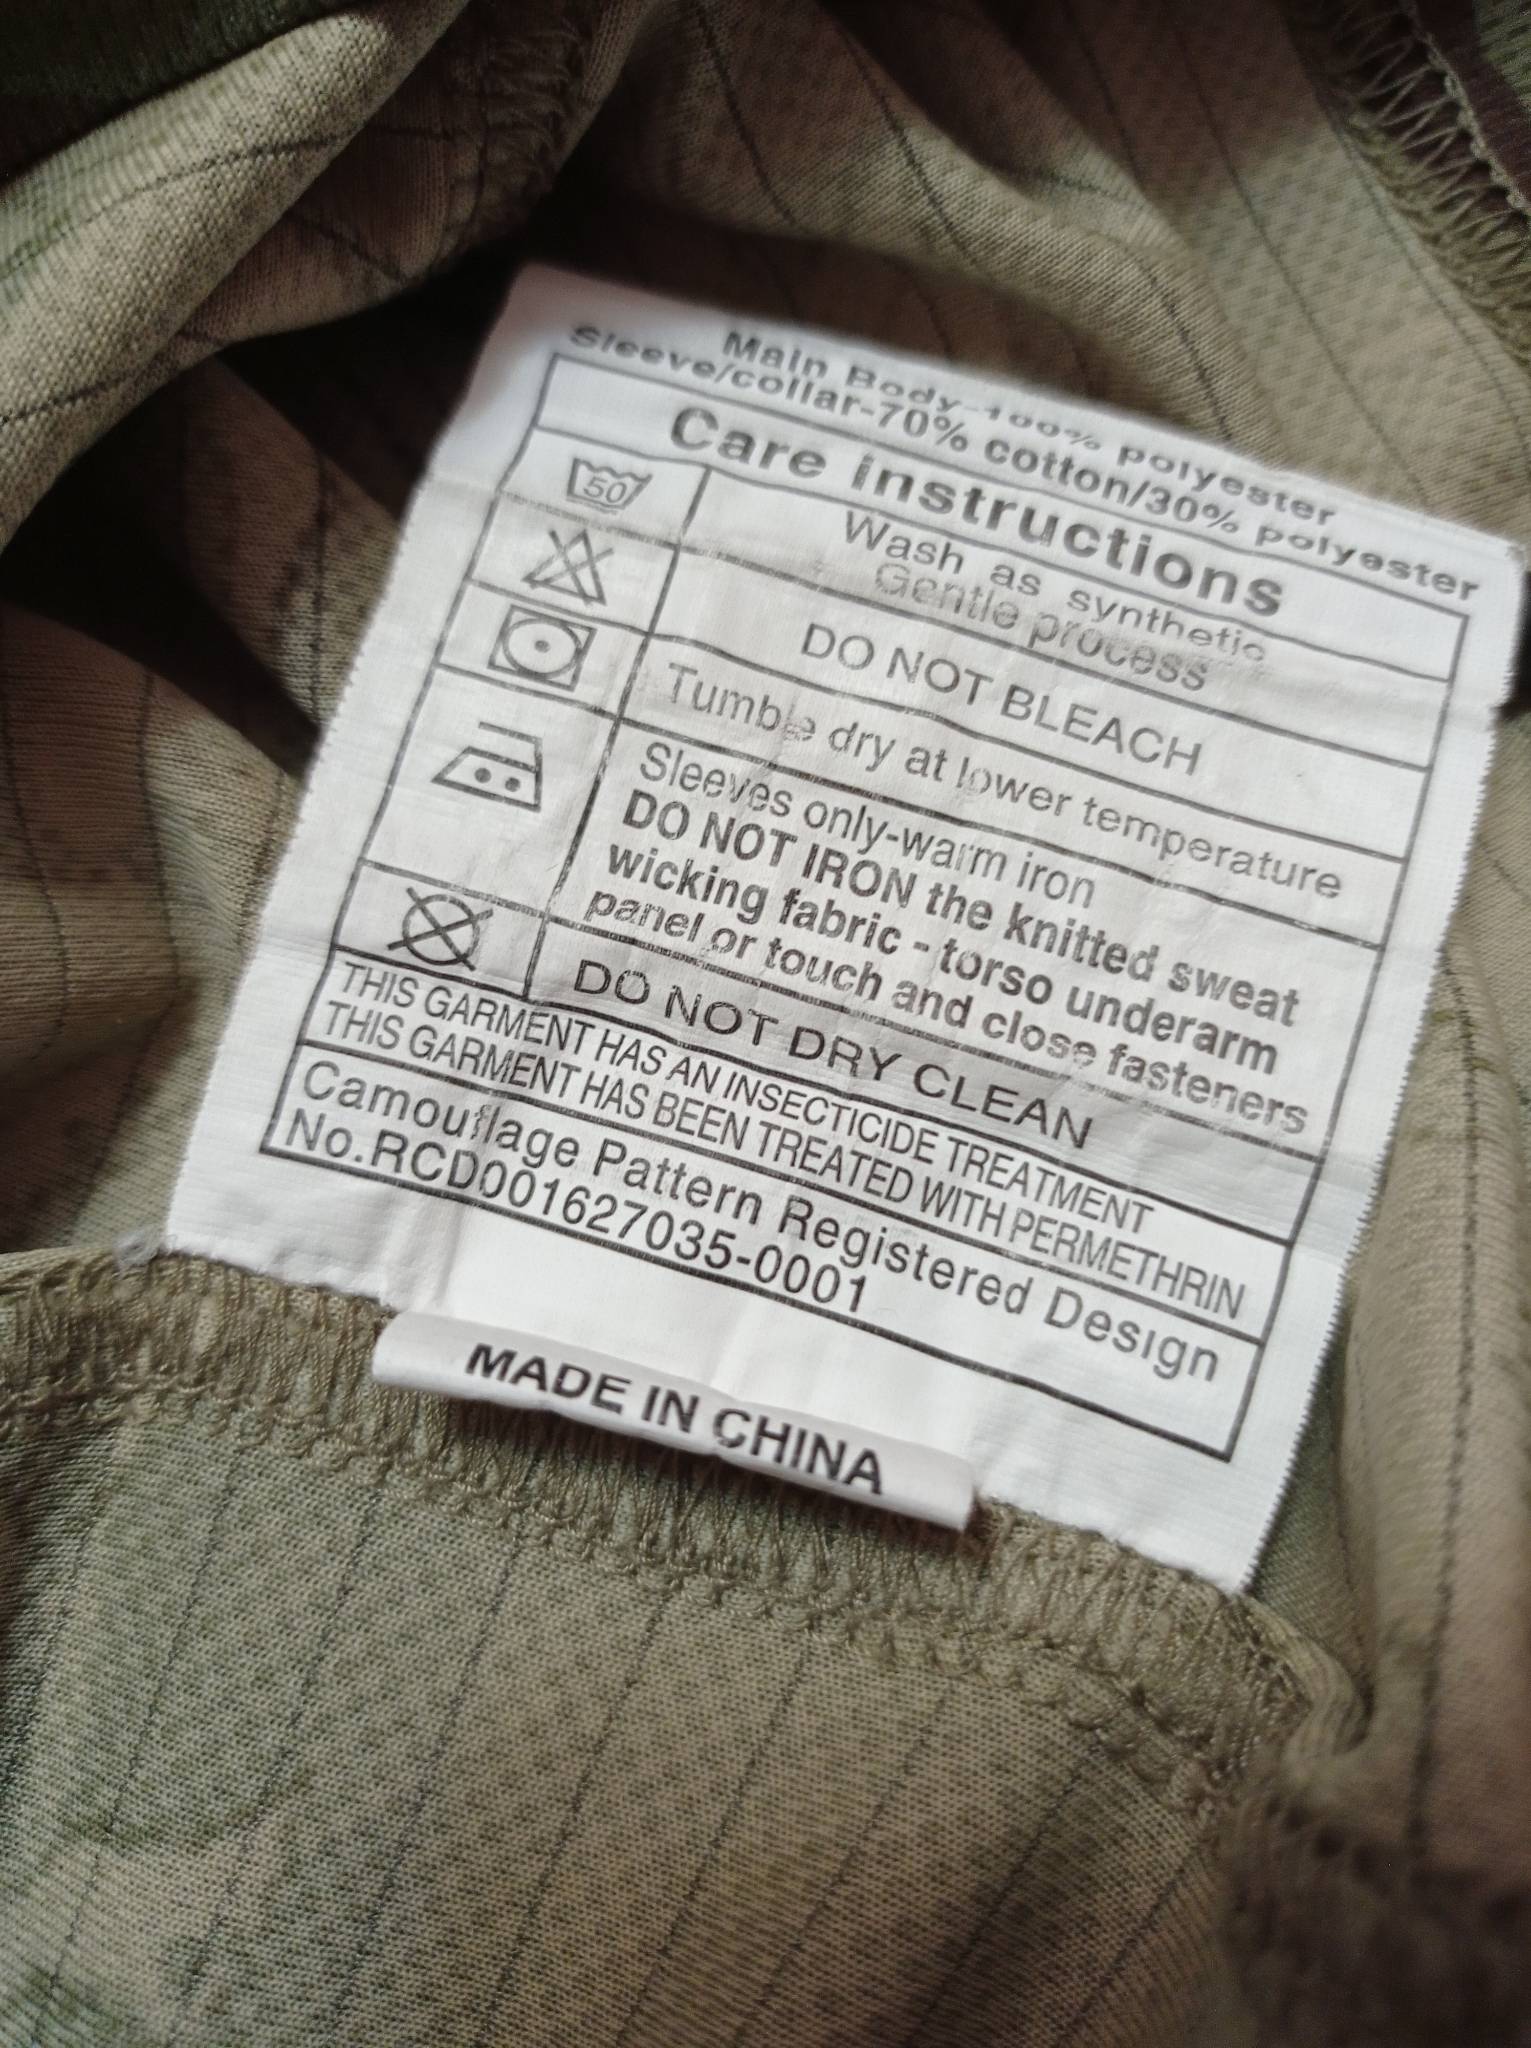 Main Body-100% polyester
Sleeve/collar-70% cotton/30% polyester
Care instructions
50
Wash as synthetic
Gentle process
DO NOT BLEACH
Tumble dry at lower temperature
Sleeves only-warm iron
DO NOT IRON the knitted sweat
wicking fabric - torso underarm
panel or touch and close fasteners
DO NOT DRY CLEAN
THIS GARMENT HAS AN INSECTICIDE TREATMENT
THIS GARMENT HAS BEEN TREATED WITH PERMETHRIN
Camouflage Pattern Registered Design
No.RCD001627035-0001
MADE IN CHINA